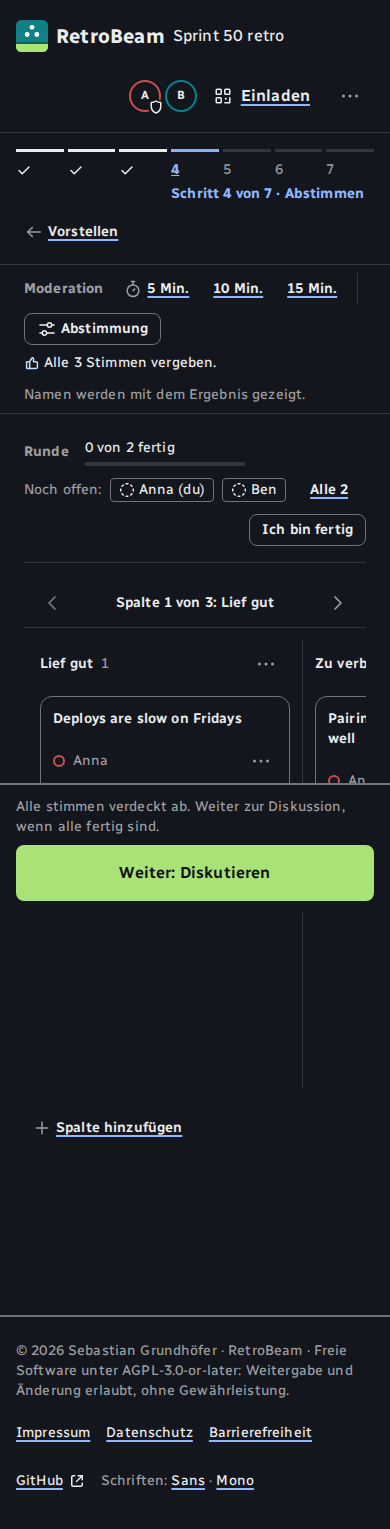 RetroBeam Sprint 50 retro
A B Einladen
4 5 6 7
Schritt 4 von 7 · Abstimmen
Vorstellen
Moderation 5 Min. 10 Min. 15 Min.
Abstimmung
Alle 3 Stimmen vergeben.
Namen werden mit dem Ergebnis gezeigt.
Runde 0 von 2 fertig
Noch offen: Anna (du) Ben Alle 2
Ich bin fertig
Spalte 1 von 3: Lief gut
Lief gut 1
Zu verb
Deploys are slow on Fridays
Anna
Pairin
well
An
Alle stimmen verdeckt ab. Weiter zur Diskussion,
wenn alle fertig sind.
Weiter: Diskutieren
Spalte hinzufügen
© 2026 Sebastian Grundhöfer · RetroBeam · Freie
Software unter AGPL-3.0-or-later: Weitergabe und
Änderung erlaubt, ohne Gewährleistung.
Impressum Datenschutz Barrierefreiheit
GitHub Schriften: Sans · Mono